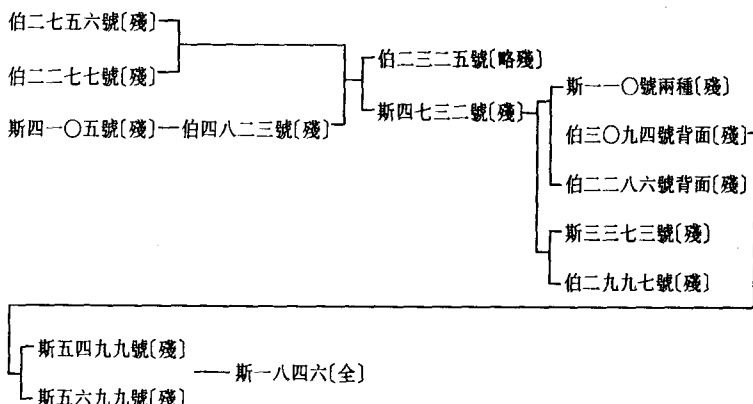 伯二七五六號〔殘〕
伯二二七七號〔殘〕
斯四一〇五號〔殘〕
伯四八二三號〔殘〕
伯二三二五號〔略殘〕
斯四七三二號〔殘〕
斯一一〇號兩種〔殘〕
伯三〇九四號背面〔殘〕
伯二二八六號背面〔殘〕
斯三三七三號〔殘〕
伯二九九七號〔殘〕
斯五四九九號〔殘〕
斯五六九九號〔殘〕
斯一八四六〔全〕